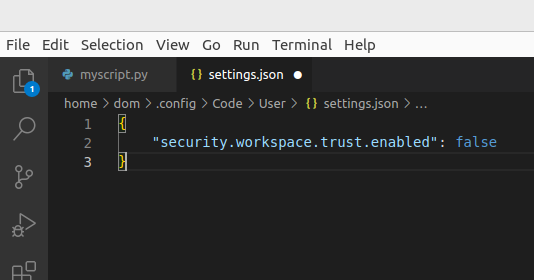 File Edit Selection View Go Run Terminal Help
myscript.py {} settings.json
home > dom > .config > Code > User > {} settings.json > ...
1 {
2 "security.workspace.trust.enabled": false
3 }
1